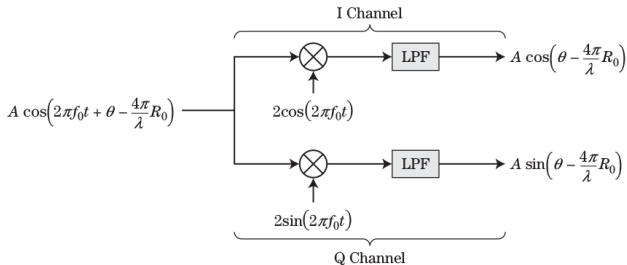 I Channel
LPF
A cos(θ − 4π/λ R₀)
2cos(2πf₀t)
A cos(2πf₀t + θ − 4π/λ R₀)
LPF
A sin(θ − 4π/λ R₀)
2sin(2πf₀t)
Q Channel